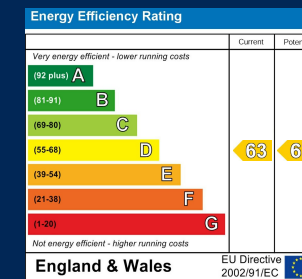 Energy Efficiency Rating
Current
Very energy efficient - lower running costs
(92 plus) A
(81-91) B
(69-80) C
(55-68) D 63
(39-54) E
(21-38) F
(1-20) G
Not energy efficient - higher running costs
England & Wales
EU Directive
2002/91/EC